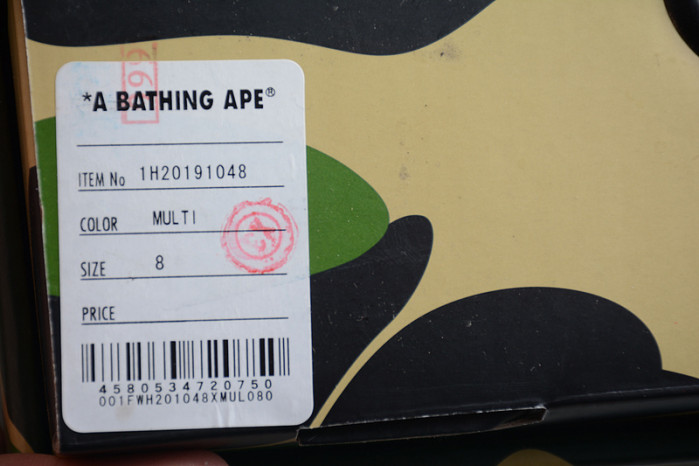 *A BATHING APE®
ITEM No 1H20191048
COLOR MULTI
SIZE 8
PRICE
4580534720750
001FWH201048XMUL080